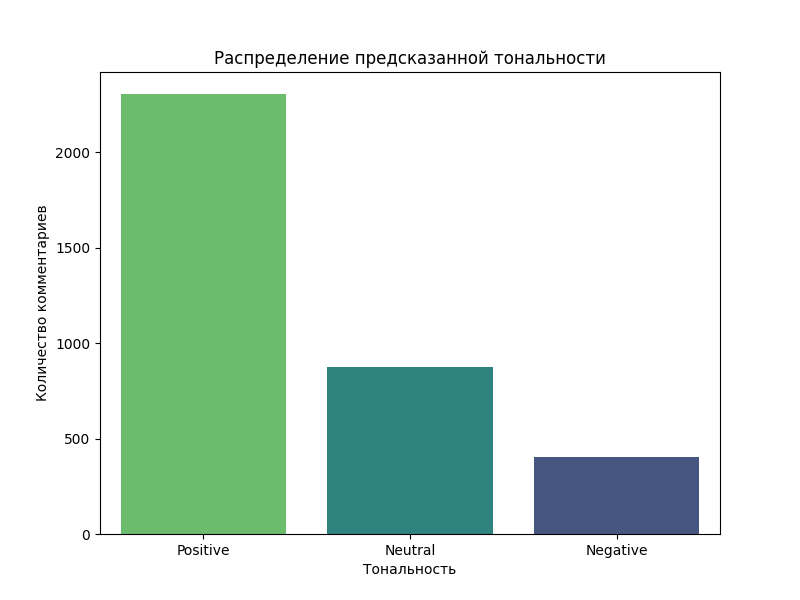 Распределение предсказанной тональности
Количество комментариев
2000
1500
1000
500
0
Positive
Neutral
Negative
Тональность